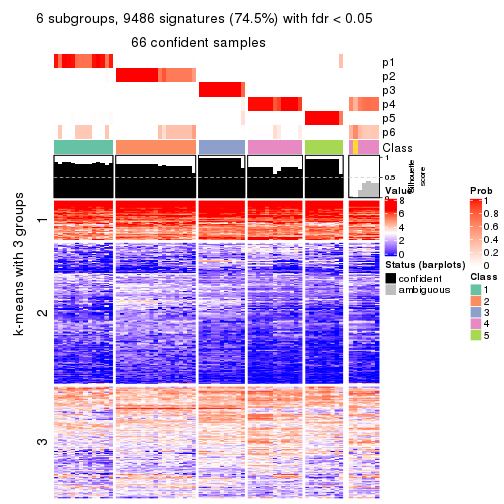 6 subgroups, 9486 signatures (74.5%) with fdr < 0.05
66 confident samples
p1
p2
p3
p4
p5
p6
Class
1
0.5
0
Silhouette
score
k-means with 3 groups
1
2
3
Value
8
6
4
2
0
Status (barplots)
confident
ambiguous
Prob
1
0.8
0.6
0.4
0.2
0
Class
1
2
3
4
5